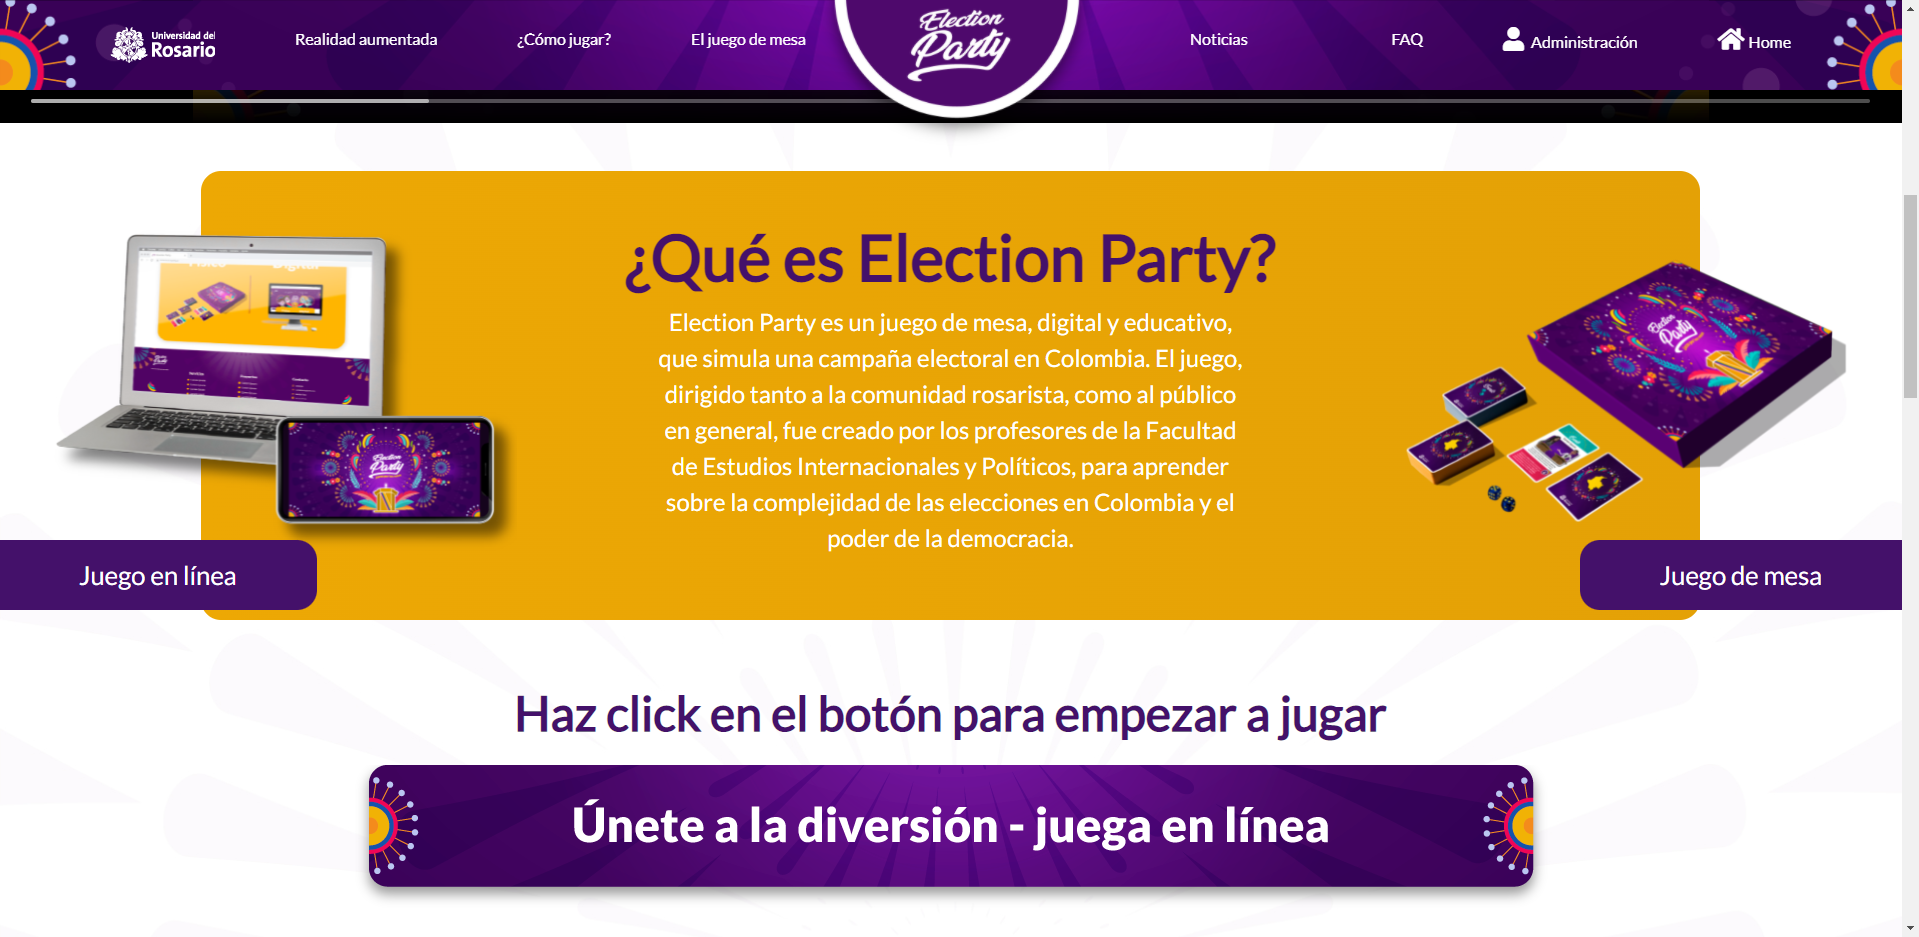 Universidad del
Rosario
Realidad aumentada
¿Cómo jugar?
El juego de mesa
Election
Party
Noticias
FAQ
Administración
Home
¿Qué es Election Party?
Election Party es un juego de mesa, digital y educativo,
que simula una campaña electoral en Colombia. El juego,
dirigido tanto a la comunidad rosarista, como al público
en general, fue creado por los profesores de la Facultad
de Estudios Internacionales y Políticos, para aprender
sobre la complejidad de las elecciones en Colombia y el
poder de la democracia.
Election
Party
Election
Party
Juego en línea
Juego de mesa
Haz click en el botón para empezar a jugar
Únete a la diversión - juega en línea